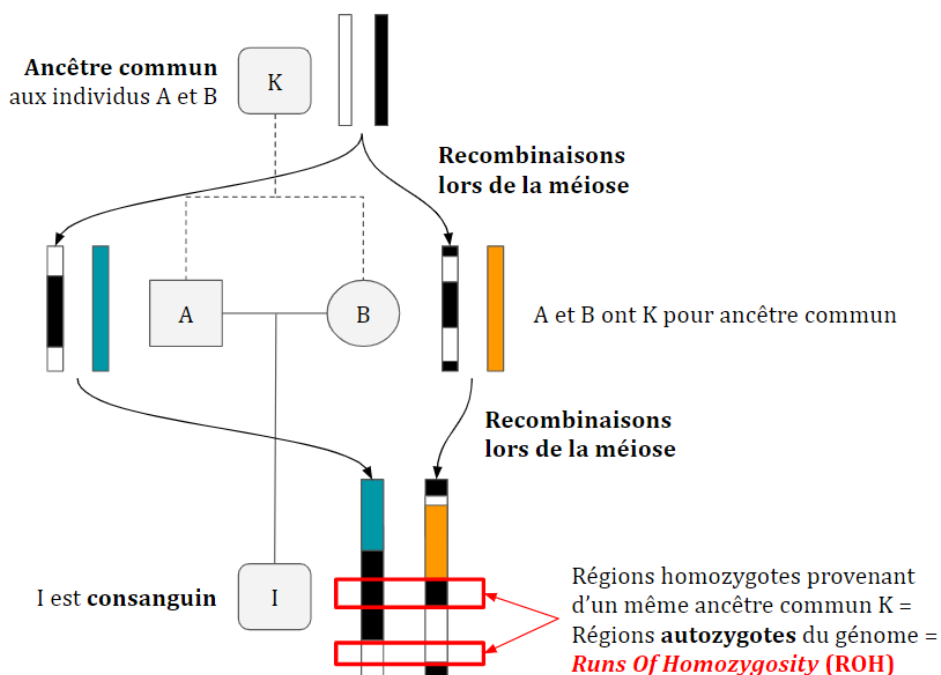 Ancêtre commun
aux individus A et B
K
Recombinaisons
lors de la méiose
A
B
A et B ont K pour ancêtre commun
Recombinaisons
lors de la méiose
I est consanguin
I
Régions homozygotes provenant
d'un même ancêtre commun K =
Régions autozygotes du génome =
Runs Of Homozygosity (ROH)